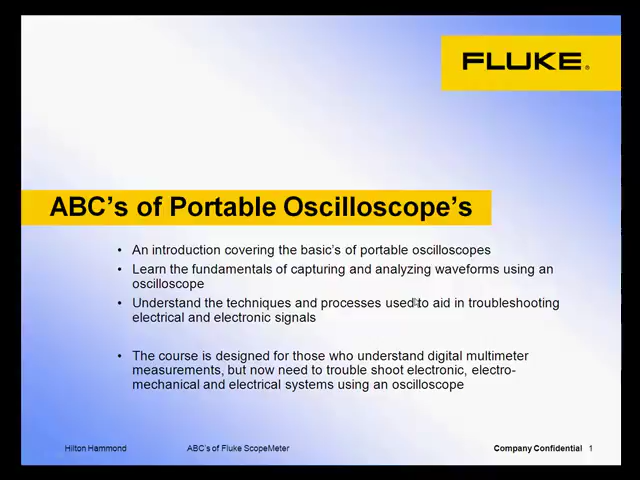 FLUKE®
ABC's of Portable Oscilloscope's
• An introduction covering the basic's of portable oscilloscopes
• Learn the fundamentals of capturing and analyzing waveforms using an
oscilloscope
• Understand the techniques and processes used to aid in troubleshooting
electrical and electronic signals
• The course is designed for those who understand digital multimeter
measurements, but now need to trouble shoot electronic, electro-
mechanical and electrical systems using an oscilloscope
Hilton Hammond ABC's of Fluke ScopeMeter Company Confidential 1